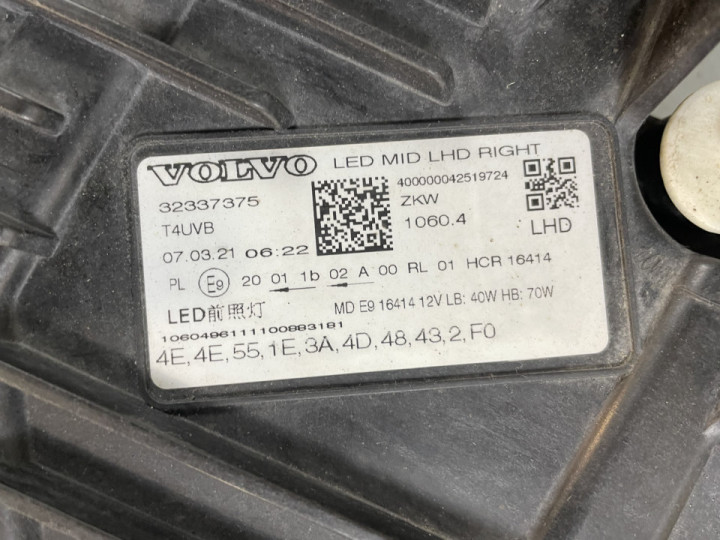 VOLVO LED MID LHD RIGHT
32337375
400000042519724
T4UVB
ZKW
07.03.21 06:22
1060.4
LHD
PL E9 20 01 1b 02 A 00 RL 01 HCR 16414
LED前照灯
MD E9 16414 12V LB: 40W HB: 70W
1060496111100883181
4E,4E,55,1E,3A,4D,48,43,2,F0